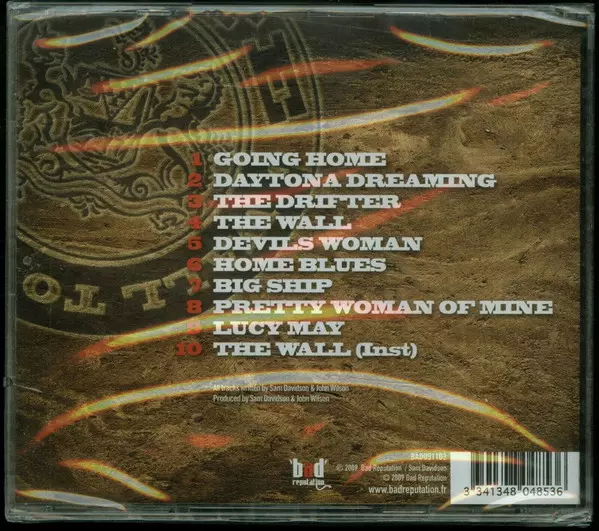 1 GOING HOME
2 DAYTONA DREAMING
3 THE DRIFTER
4 THE WALL
5 DEVILS WOMAN
6 HOME BLUES
7 BIG SHIP
8 PRETTY WOMAN OF MINE
9 LUCY MAY
10 THE WALL (Inst)
All tracks written by Sam Davidson & John Wilson
Produced by Sam Davidson & John Wilson
bad
reputation
℗ 2009 Bad Reputation / Sam Davidson
© 2009 Bad Reputation
www.badreputation.fr
3 341348 048536